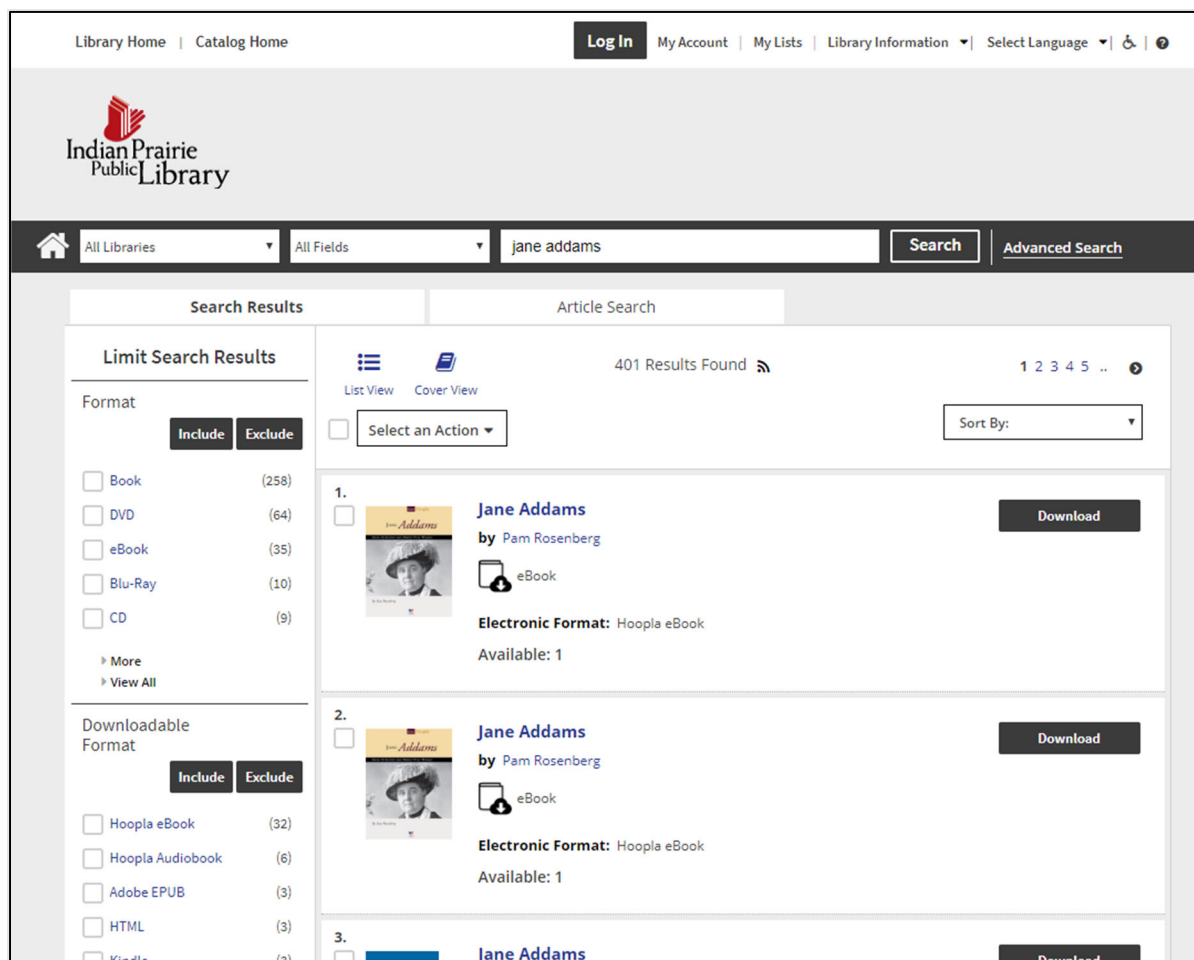 Library Home | Catalog Home
Log In My Account | My Lists | Library Information | Select Language |
Indian Prairie
Public Library
All Libraries All Fields jane addams Search Advanced Search
Search Results Article Search
Limit Search Results
Format
Include Exclude
Book (258)
DVD (64)
eBook (35)
Blu-Ray (10)
CD (9)
More
View All
Downloadable
Format
Include Exclude
Hoopla eBook (32)
Hoopla Audiobook (6)
Adobe EPUB (3)
HTML (3)
Kindle
List View Cover View
401 Results Found
1 2 3 4 5 ..
Select an Action
Sort By:
1.
Jane Addams
Jane Addams
by Pam Rosenberg
eBook
Electronic Format: Hoopla eBook
Available: 1
Download
2.
Jane Addams
Jane Addams
by Pam Rosenberg
eBook
Electronic Format: Hoopla eBook
Available: 1
Download
3.
Jane Addams
Download